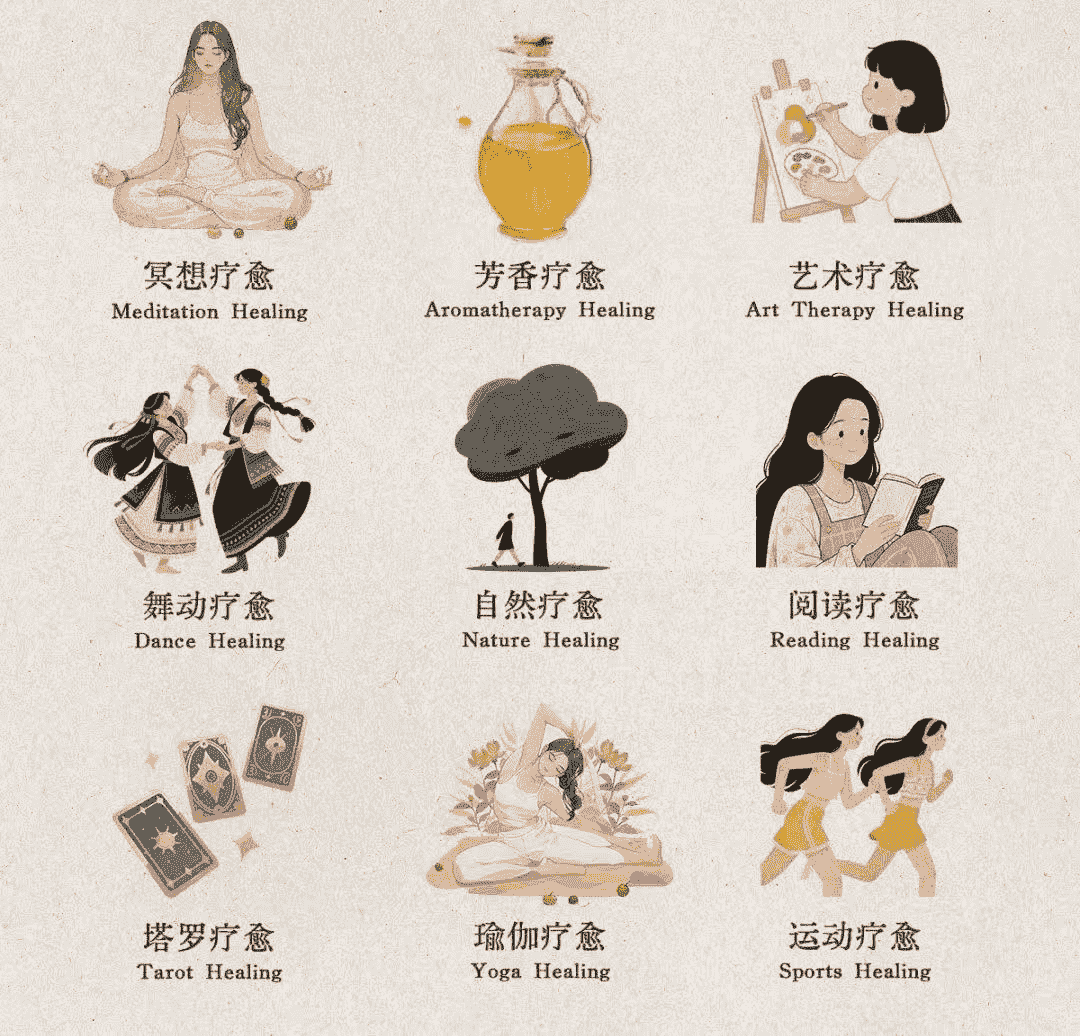 冥想疗愈
Meditation Healing
芳香疗愈
Aromatherapy Healing
艺术疗愈
Art Therapy Healing
舞动疗愈
Dance Healing
自然疗愈
Nature Healing
阅读疗愈
Reading Healing
塔罗疗愈
Tarot Healing
瑜伽疗愈
Yoga Healing
运动疗愈
Sports Healing